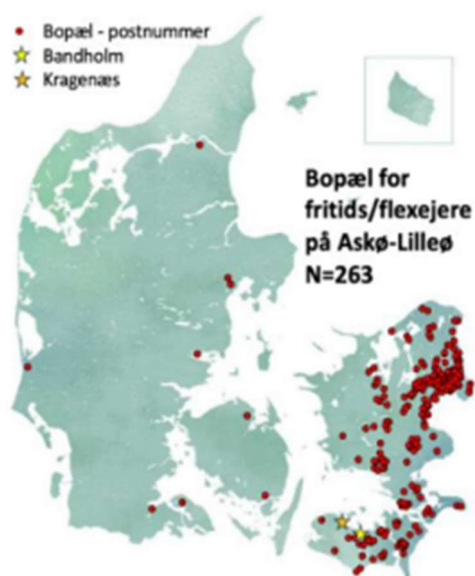 Bopæl - postnummer
Bandholm
Kragenæs
Bopæl for
fritids/flexejere
på Askø-Lilleø
N=263